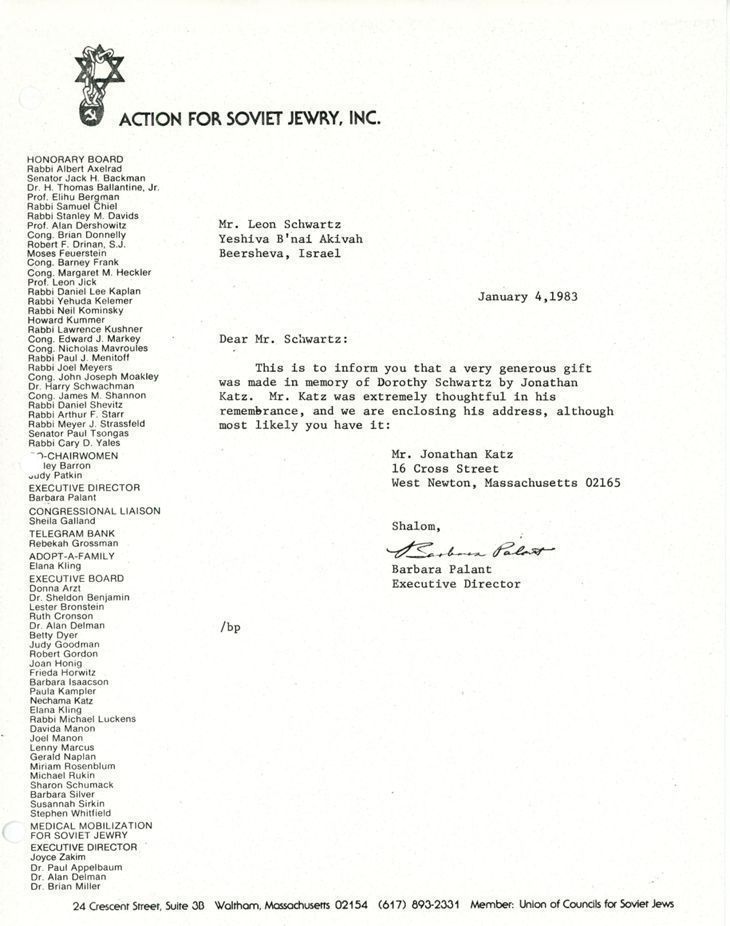 ACTION FOR SOVIET JEWRY, INC.
HONORARY BOARD
Rabbi Albert Axelrad
Senator Jack H. Backman
Dr. H. Thomas Ballantine, Jr.
Prof. Elihu Bergman
Rabbi Samuel Chiel
Rabbi Stanley M. Davids
Prof. Alan Dershowitz
Cong. Brian Donnelly
Robert F. Drinan, S.J.
Moses Feuerstein
Cong. Barney Frank
Cong. Margaret M. Heckler
Prof. Leon Jick
Rabbi Daniel Lee Kaplan
Rabbi Yehuda Kelemer
Rabbi Neil Kominsky
Howard Kummer
Rabbi Lawrence Kushner
Cong. Edward J. Markey
Cong. Nicholas Mavroules
Rabbi Paul J. Menitoff
Rabbi Joel Meyers
Cong. John Joseph Moakley
Dr. Harry Schwachman
Cong. James M. Shannon
Rabbi Daniel Shevitz
Rabbi Arthur F. Starr
Rabbi Meyer J. Strassfeld
Senator Paul Tsongas
Rabbi Cary D. Yales
O-CHAIRWOMEN
ley Barron
Judy Patkin
EXECUTIVE DIRECTOR
Barbara Palant
CONGRESSIONAL LIAISON
Sheila Galland
TELEGRAM BANK
Rebekah Grossman
ADOPT-A-FAMILY
Elana Kling
EXECUTIVE BOARD
Donna Arzt
Dr. Sheldon Benjamin
Lester Bronstein
Ruth Cronson
Dr. Alan Delman
Betty Dyer
Judy Goodman
Robert Gordon
Joan Honig
Frieda Horwitz
Barbara Isaacson
Paula Kampler
Nechama Katz
Elana Kling
Rabbi Michael Luckens
Davida Manon
Joel Manon
Lenny Marcus
Gerald Naplan
Miriam Rosenblum
Michael Rukin
Sharon Schumack
Barbara Silver
Susannah Sirkin
Stephen Whitfield
MEDICAL MOBILIZATION
FOR SOVIET JEWRY
EXECUTIVE DIRECTOR
Joyce Zakim
Dr. Paul Appelbaum
Dr. Alan Delman
Dr. Brian Miller
Mr. Leon Schwartz
Yeshiva B'nai Akivah
Beersheva, Israel
January 4,1983
Dear Mr. Schwartz:
This is to inform you that a very generous gift
was made in memory of Dorothy Schwartz by Jonathan
Katz. Mr. Katz was extremely thoughtful in his
remembrance, and we are enclosing his address, although
most likely you have it:
Mr. Jonathan Katz
16 Cross Street
West Newton, Massachusetts 02165
Shalom,
Barbara Palant
Barbara Palant
Executive Director
/bp
24 Crescent Street, Suite 3B Waltham, Massachusetts 02154 (617) 893-2331 Member: Union of Councils for Soviet Jews